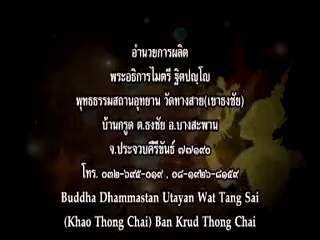 อำนวยการผลิต
พระอธิการไมตรี ฐิตปญฺโญ
พุทธธรรมสถานอุทยาน วัดทางสาย(เขาธงชัย)
บ้านกรูด ต.ธงชัย อ.บางสะพาน
จ.ประจวบคีรีขันธ์ ๗๗๑๙๐
โทร. ๐๓๒-๖๙๕-๐๑๙ , ๐๘-๑๙๒๖-๘๑๕๙
Buddha Dhammastan Utayan Wat Tang Sai
(Khao Thong Chai) Ban Krud Thong Chai